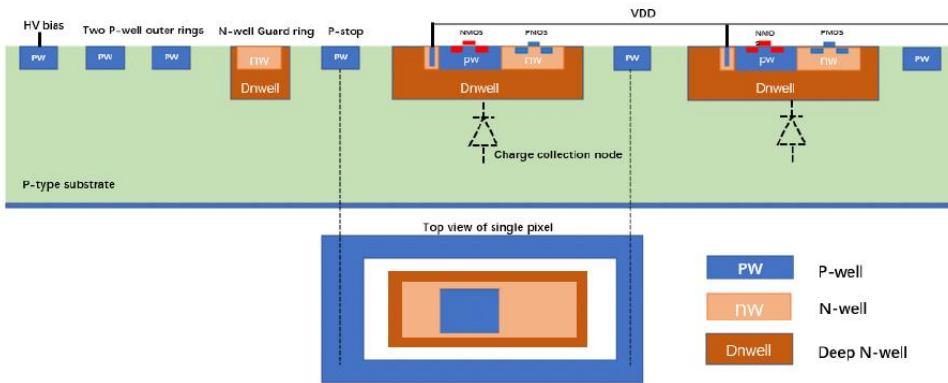 VDD
HV bias
Two P-well outer rings
N-well Guard ring
P-stop
NMOS
PMOS
NMO
PMOS
PW
PW
PW
nw
PW
pw
nw
PW
pw
nw
PW
Dnwell
Dnwell
Dnwell
Charge collection node
P-type substrate
Top view of single pixel
PW
P-well
nw
N-well
Dnwell
Deep N-well